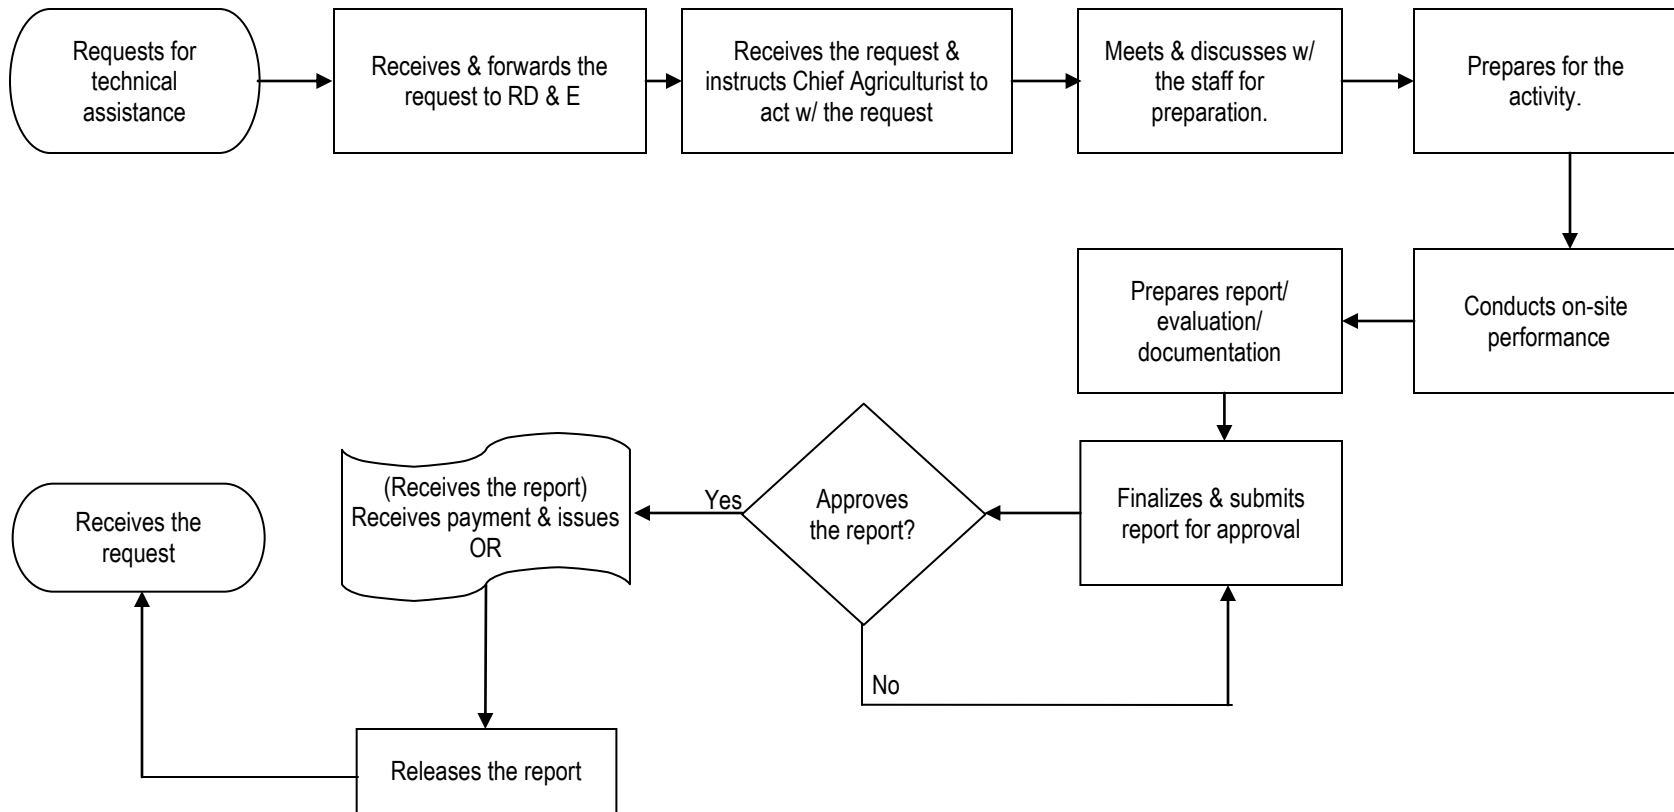 Requests for
technical
assistance
Receives & forwards the
request to RD & E
Receives the request &
instructs Chief Agriculturist to
act w/ the request
Meets & discusses w/
the staff for
preparation.
Prepares for the
activity.
Conducts on-site
performance
Prepares report/
evaluation/
documentation
Finalizes & submits
report for approval
Approves
the report?
Yes
No
(Receives the report)
Receives payment & issues
OR
Releases the report
Receives the
request